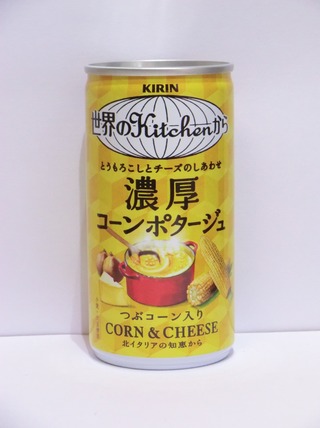 KIRIN
世界のKitchenから
とうもろこしとチーズのしあわせ
濃厚
コーンポタージュ
つぶコーン入り
CORN & CHEESE
北イタリアの知恵から